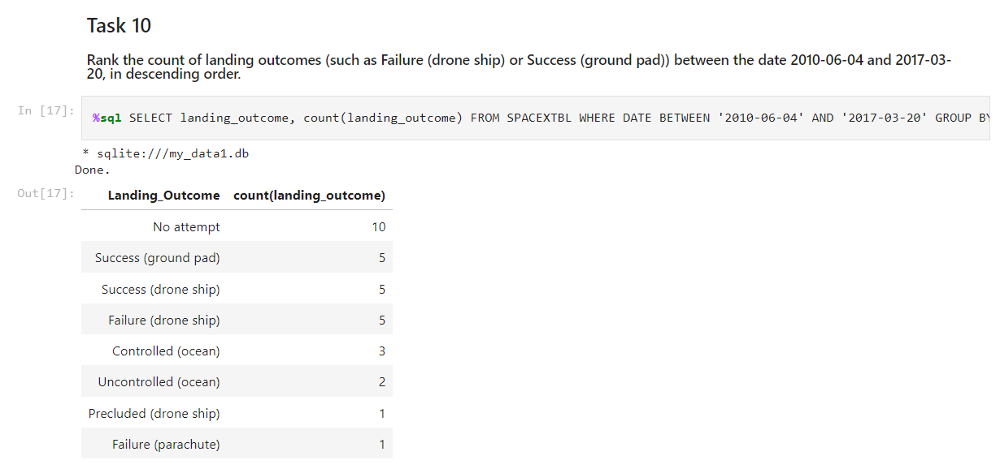 Task 10
Rank the count of landing outcomes (such as Failure (drone ship) or Success (ground pad)) between the date 2010-06-04 and 2017-03-
20, in descending order.
In [17]: %sql SELECT landing_outcome, count(landing_outcome) FROM SPACEXTBL WHERE DATE BETWEEN '2010-06-04' AND '2017-03-20' GROUP BY
* sqlite:///my_data1.db
Done.
Out[17]: Landing_Outcome count(landing_outcome)
No attempt 10
Success (ground pad) 5
Success (drone ship) 5
Failure (drone ship) 5
Controlled (ocean) 3
Uncontrolled (ocean) 2
Precluded (drone ship) 1
Failure (parachute) 1